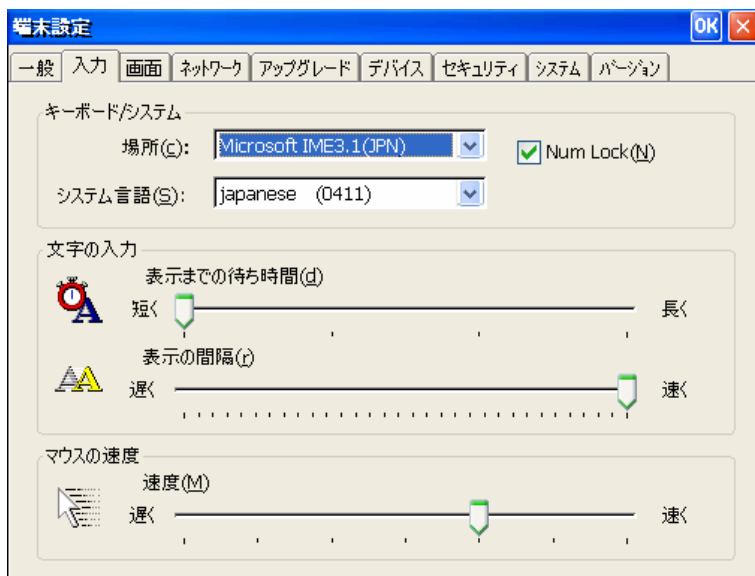 端末設定 OK
一般 入力 画面 ネットワーク アップグレード デバイス セキュリティ システム バージョン
キーボード/システム
場所(c): Microsoft IME3.1(JPN) Num Lock(N)
システム言語(S): japanese (0411)
文字の入力
表示までの待ち時間(d)
短く 長く
表示の間隔(r)
遅く 速く
マウスの速度
速度(M)
遅く 速く